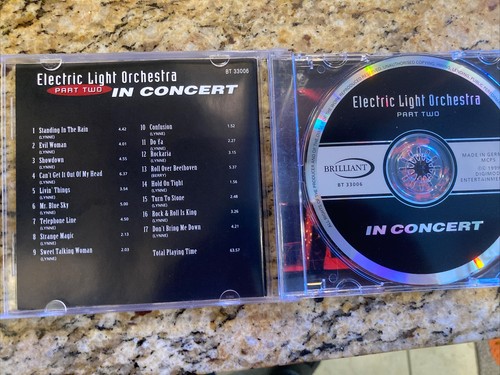 Electric Light Orchestra
BT 33006
PART TWO IN CONCERT
1 Standing In The Rain 4.42
(LYNNE)
2 Evil Woman 4.41
(LYNNE)
3 Showdown 4.55
(LYNNE)
4 Can't Get It Out Of My Head 6.37
(LYNNE)
5 Livin' Things 3.54
(LYNNE)
6 Mr. Blue Sky 5.00
(LYNNE)
7 Telephone Line 4.50
(LYNNE)
8 Strange Magic 2.13
(LYNNE)
9 Sweet Talking Woman 2.03
(LYNNE)
10 Confusion 1.52
(LYNNE)
11 Do Ya 2.27
(LYNNE)
12 Rockaria 3.15
(LYNNE)
13 Roll Over Beethoven 5.37
(BERRY)
14 Hold On Tight 1.56
(LYNNE)
15 Turn To Stone 2.48
(LYNNE)
16 Rock & Roll Is King 3.26
(LYNNE)
17 Don't Bring Me Down 4.21
(LYNNE)
Total Playing Time 63.57
Electric Light Orchestra
PART TWO
BRILLIANT
BT 33006
MADE IN
MCPS
IN CONCERT